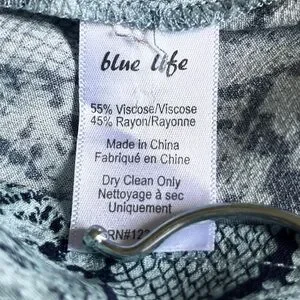 blue life
55% Viscose/Viscose
45% Rayon/Rayonne
Made in China
Fabriqué en Chine
Dry Clean Only
Nettoyage à sec
Uniquement